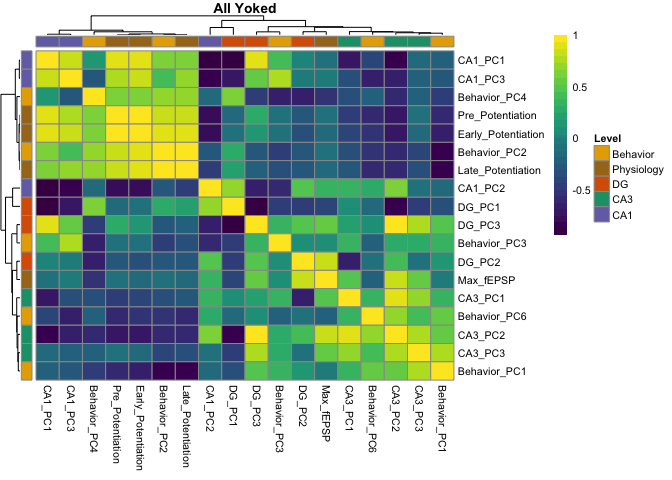 All Yoked
CA1_PC1
CA1_PC3
Behavior_PC4
Pre_Potentiation
Early_Potentiation
Behavior_PC2
Late_Potentiation
CA1_PC2
DG_PC1
DG_PC3
Behavior_PC3
DG_PC2
Max_fEPSP
CA3_PC1
Behavior_PC6
CA3_PC2
CA3_PC3
Behavior_PC1
1
0.5
0
-0.5
Level
Behavior
Physiology
DG
CA3
CA1
CA1_PC1
CA1_PC3
Behavior_PC4
Pre_Potentiation
Early_Potentiation
Behavior_PC2
Late_Potentiation
CA1_PC2
DG_PC1
DG_PC3
Behavior_PC3
DG_PC2
Max_fEPSP
CA3_PC1
Behavior_PC6
CA3_PC2
CA3_PC3
Behavior_PC1